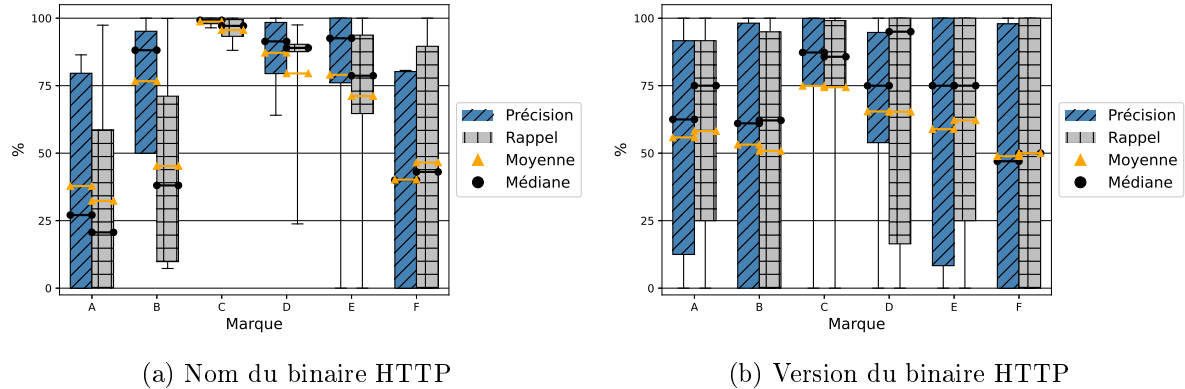 100
75
50
25
0
%
A B C D E F
Marque
Précision
Rappel
Moyenne
Médiane
(a) Nom du binaire HTTP
100
75
50
25
0
%
A B C D E F
Marque
Précision
Rappel
Moyenne
Médiane
(b) Version du binaire HTTP